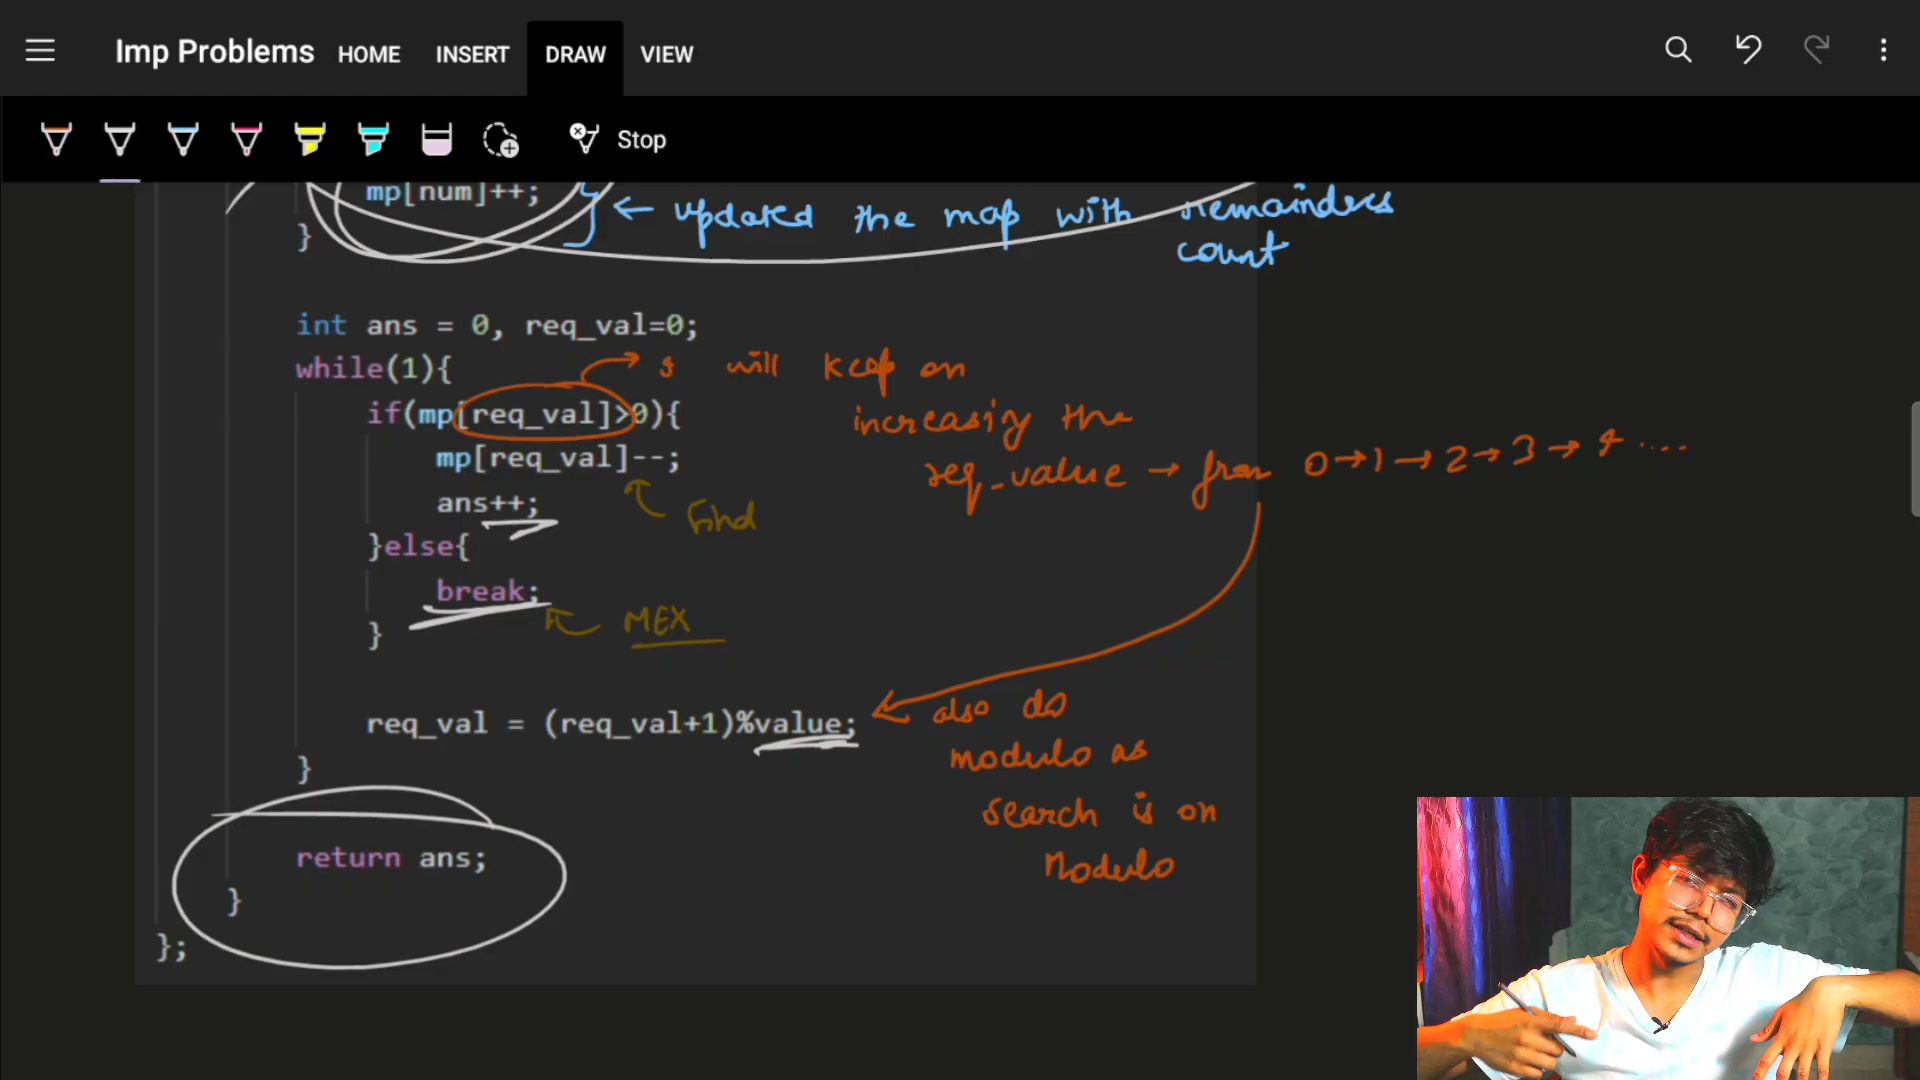 Imp Problems HOME INSERT DRAW VIEW
Stop
mp[num]++;
}
← updated the map with remainders
count
int ans = 0, req_val=0;
while(1){
→ I will keep on
if(mp[req_val]>0){
increasing the
mp[req_val]--;
req_value → from 0→1→2→3→4....
ans++;
Find
}else{
break;
MEX
}
req_val = (req_val+1)%value;
also do
modulo as
}
search is on
Modulo
return ans;
}
};